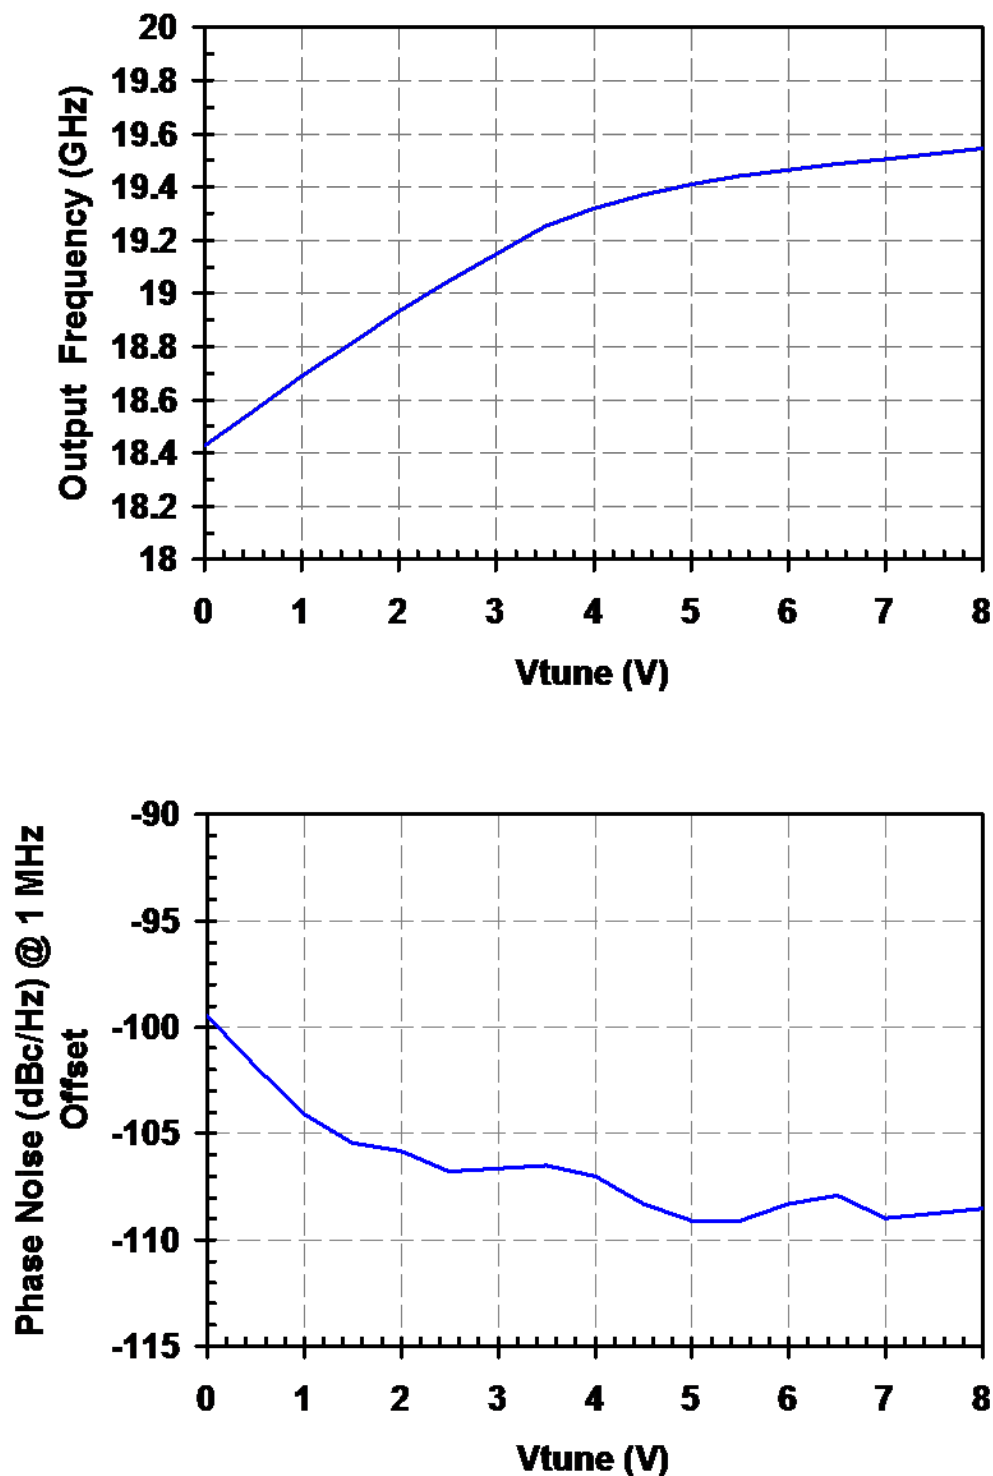 20
19.8
19.6
19.4
19.2
19
18.8
18.6
18.4
18.2
18
Output Frequency (GHz)
0 1 2 3 4 5 6 7 8
Vtune (V)
-90
-95
-100
-105
-110
-115
Phase Noise (dBc/Hz) @ 1 MHz
Offset
0 1 2 3 4 5 6 7 8
Vtune (V)